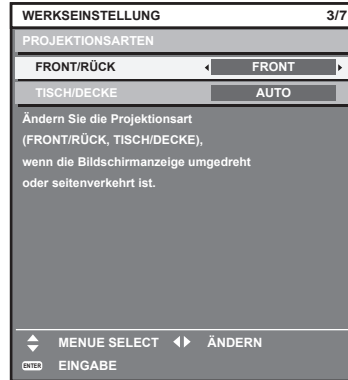 WERKSEINSTELLUNG 3/7
PROJEKTIONSARTEN
FRONT/RÜCK FRONT
TISCH/DECKE AUTO
Ändern Sie die Projektionsart
(FRONT/RÜCK, TISCH/DECKE),
wenn die Bildschirmanzeige umgedreht
oder seitenverkehrt ist.
MENUE SELECT ÄNDERN
ENTER EINGABE